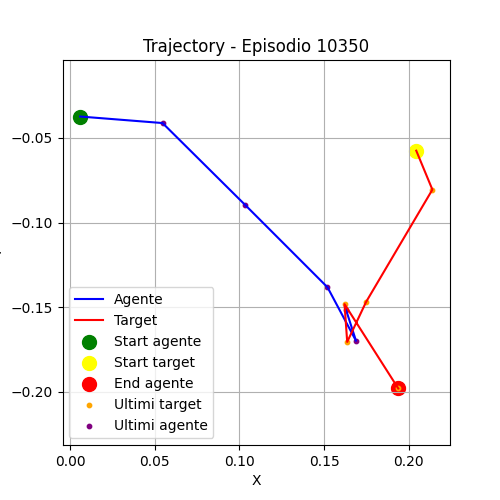 Trajectory - Episodio 10350
−0.05
−0.10
−0.15
−0.20
Agente
Target
Start agente
Start target
End agente
Ultimi target
Ultimi agente
0.00 0.05 0.10 0.15 0.20
X